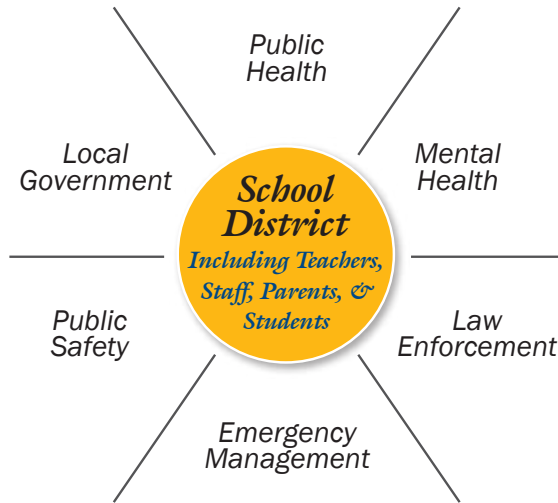 Public
Health
Local
Government
Mental
Health
School
District
Including Teachers,
Staff, Parents, &
Students
Public
Safety
Law
Enforcement
Emergency
Management